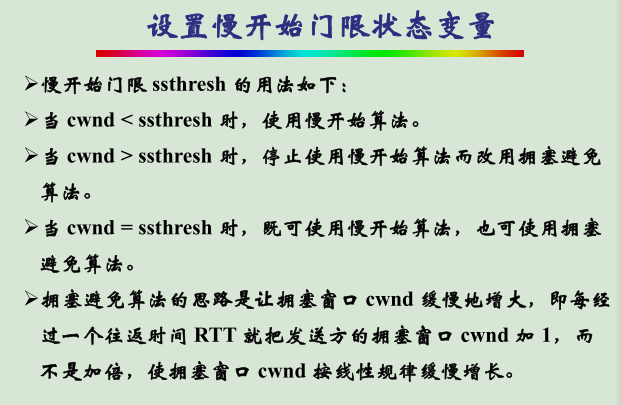 设置慢开始门限状态变量
➢慢开始门限 ssthresh 的用法如下：
➢当 cwnd < ssthresh 时，使用慢开始算法。
➢当 cwnd > ssthresh 时，停止使用慢开始算法而改用拥塞避免
算法。
➢当 cwnd = ssthresh 时，既可使用慢开始算法，也可使用拥塞
避免算法。
➢拥塞避免算法的思路是让拥塞窗口 cwnd 缓慢地增大，即每经
过一个往返时间 RTT 就把发送方的拥塞窗口 cwnd 加 1，而
不是加倍，使拥塞窗口 cwnd 按线性规律缓慢增长。